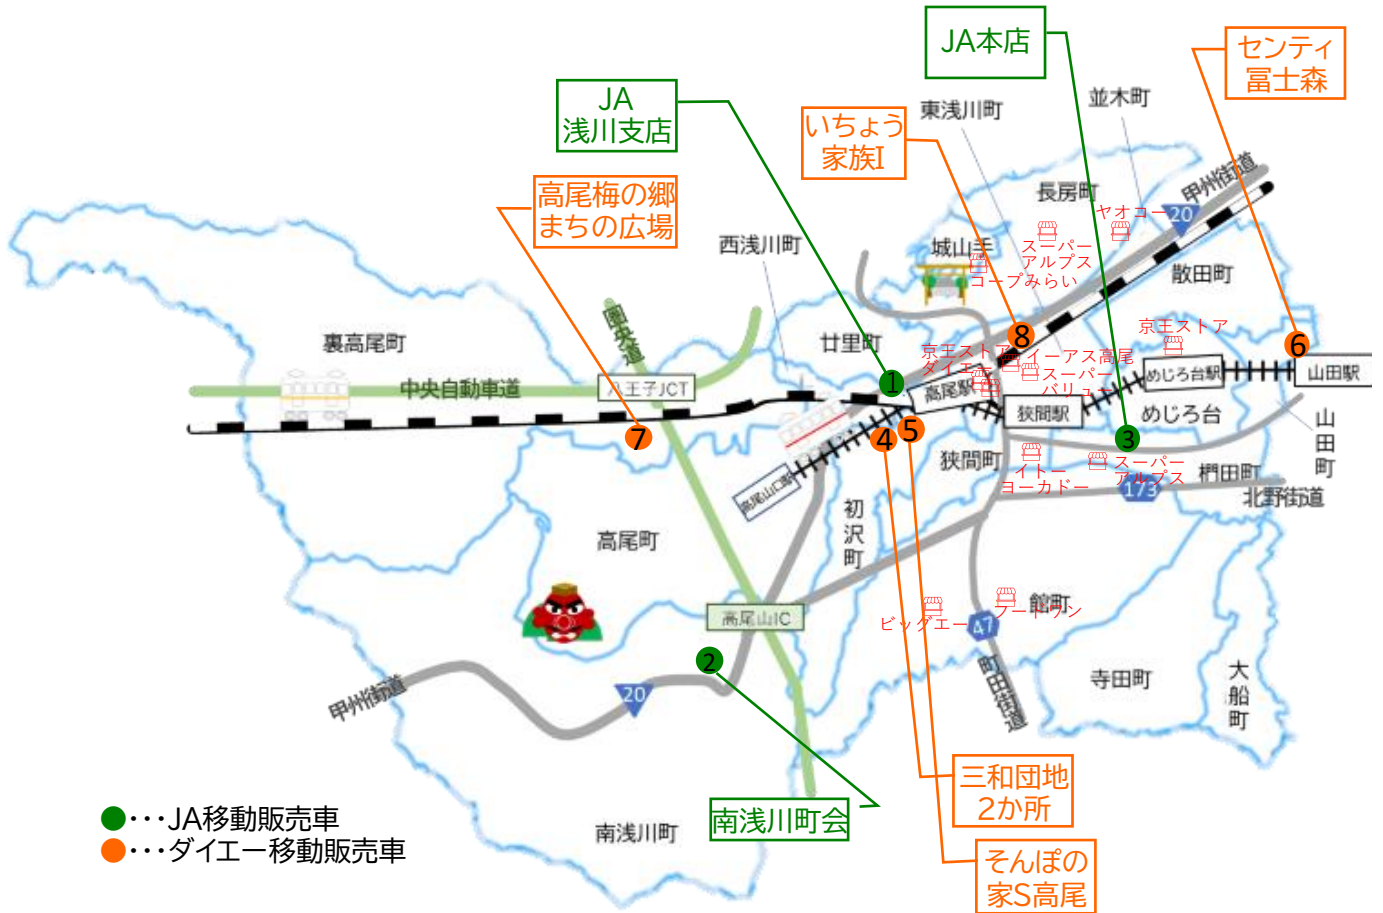 JA本店
センティ
冨士森
JA
浅川支店
いちょう
家族Ⅰ
並木町
東浅川町
高尾梅の郷
まちの広場
長房町
甲州街道
ヤオコー
20
西浅川町
城山手
スーパー
アルプス
コープみらい
散田町
圏央道
裏高尾町
廿里町
8
京王ストア
6
京王ストア
ダイエー
イーアス高尾
スーパー
バリュー
1
高尾駅
めじろ台駅
山田駅
中央自動車道
八王子JCT
狭間駅
めじろ台
山田町
7
4
5
3
狭間町
イトー
ヨーカドー
スーパー
アルプス
椚田町
173
北野街道
高尾山口駅
初沢町
高尾町
高尾山IC
ビッグエー
フードワン
館町
47
町田街道
2
寺田町
大船町
甲州街道
20
三和団地
2か所
南浅川町会
南浅川町
そんぽの
家S高尾
●・・・JA移動販売車
●・・・ダイエー移動販売車